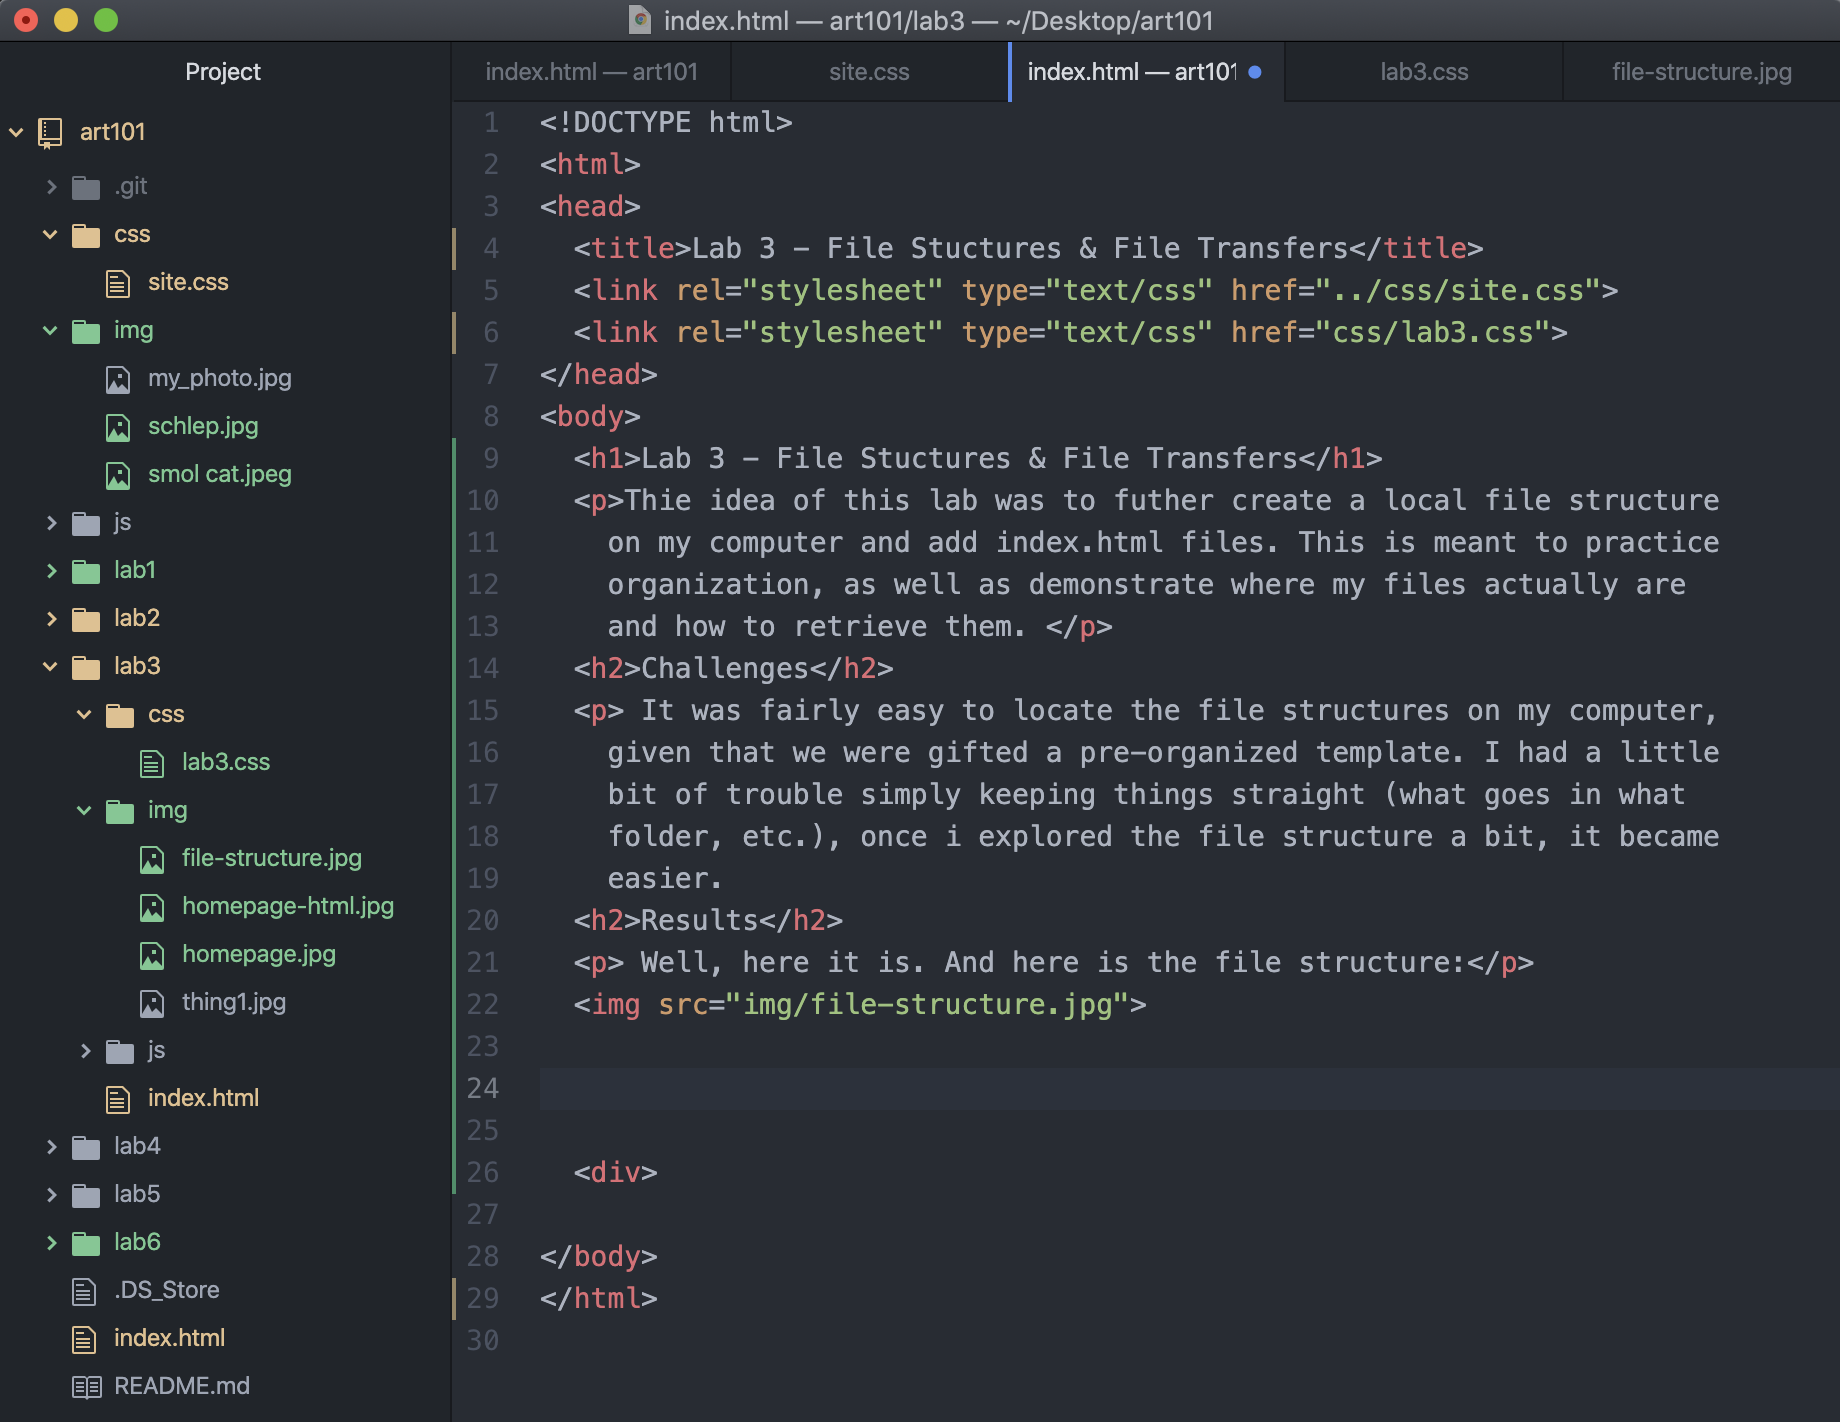 index.html — art101/lab3 — ~/Desktop/art101
Project
art101
.git
css
site.css
img
my_photo.jpg
schlep.jpg
smol cat.jpeg
js
lab1
lab2
lab3
css
lab3.css
img
file-structure.jpg
homepage-html.jpg
homepage.jpg
thing1.jpg
js
index.html
lab4
lab5
lab6
.DS_Store
index.html
README.md
index.html — art101 site.css index.html — art101 lab3.css file-structure.jpg
1 <!DOCTYPE html>
2 <html>
3 <head>
4 <title>Lab 3 - File Stuctures & File Transfers</title>
5 <link rel="stylesheet" type="text/css" href="../css/site.css">
6 <link rel="stylesheet" type="text/css" href="css/lab3.css">
7 </head>
8 <body>
9 <h1>Lab 3 - File Stuctures & File Transfers</h1>
10 <p>Thie idea of this lab was to futher create a local file structure
11 on my computer and add index.html files. This is meant to practice
12 organization, as well as demonstrate where my files actually are
13 and how to retrieve them. </p>
14 <h2>Challenges</h2>
15 <p> It was fairly easy to locate the file structures on my computer,
16 given that we were gifted a pre-organized template. I had a little
17 bit of trouble simply keeping things straight (what goes in what
18 folder, etc.), once i explored the file structure a bit, it became
19 easier.
20 <h2>Results</h2>
21 <p> Well, here it is. And here is the file structure:</p>
22 <img src="img/file-structure.jpg">
23
24
25
26 <div>
27
28 </body>
29 </html>
30